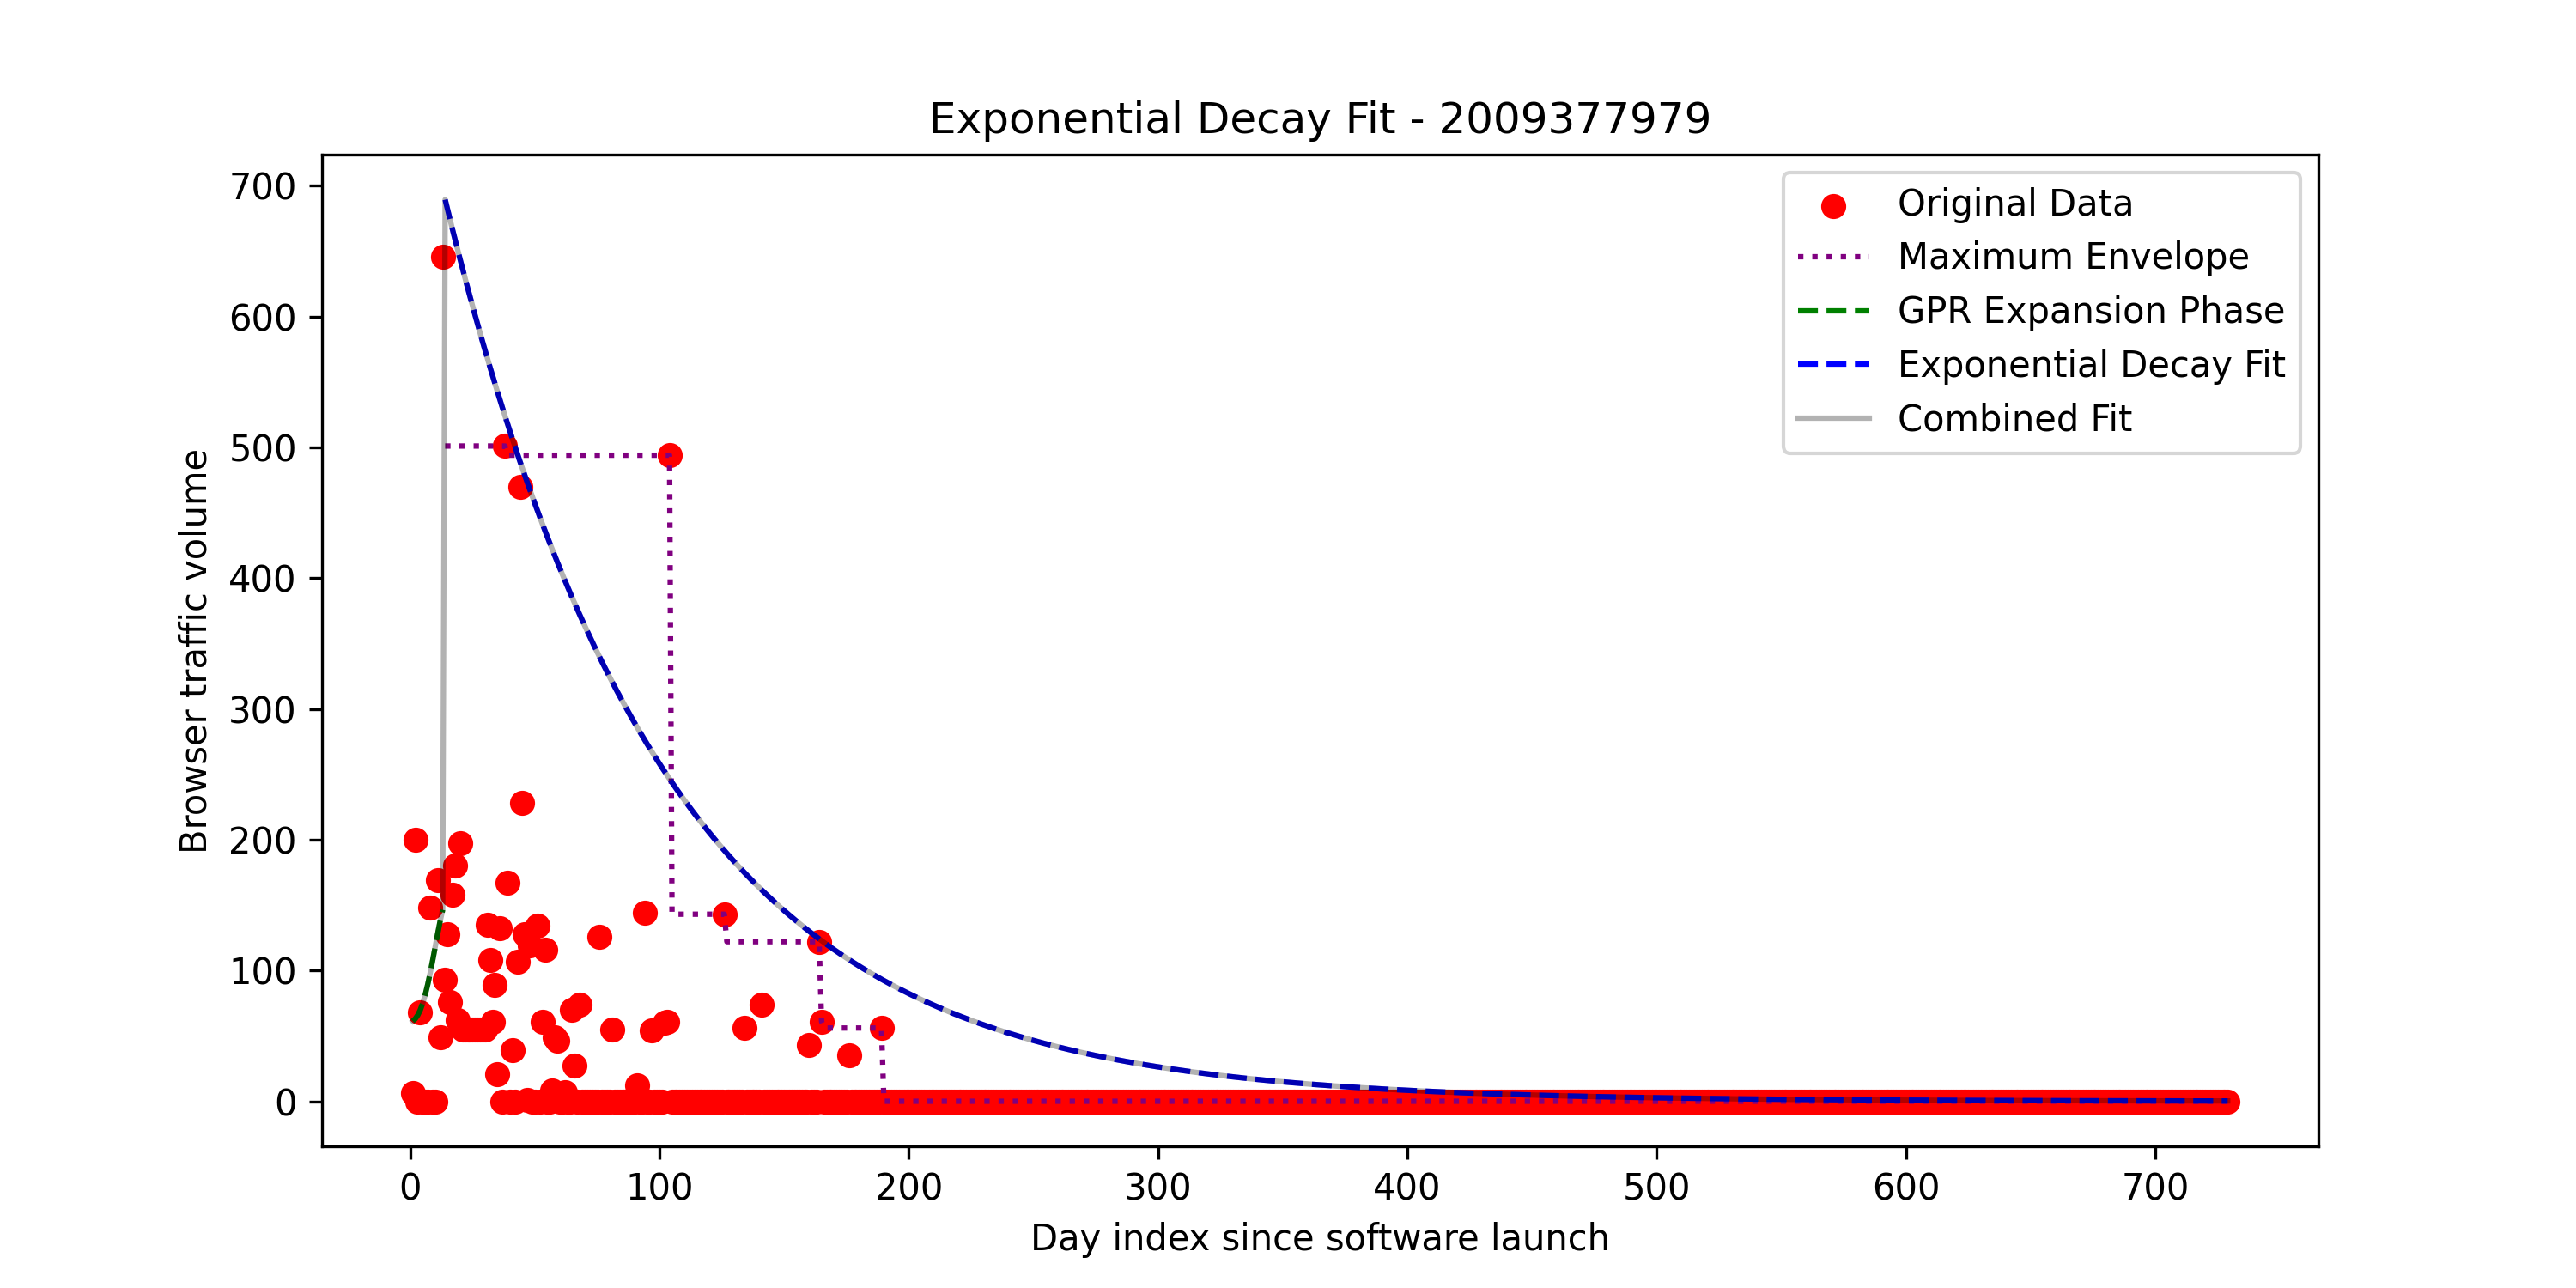 Exponential Decay Fit - 2009377979
700
600
500
400
300
200
100
0
Browser traffic volume
Original Data
Maximum Envelope
GPR Expansion Phase
Exponential Decay Fit
Combined Fit
0 100 200 300 400 500 600 700
Day index since software launch